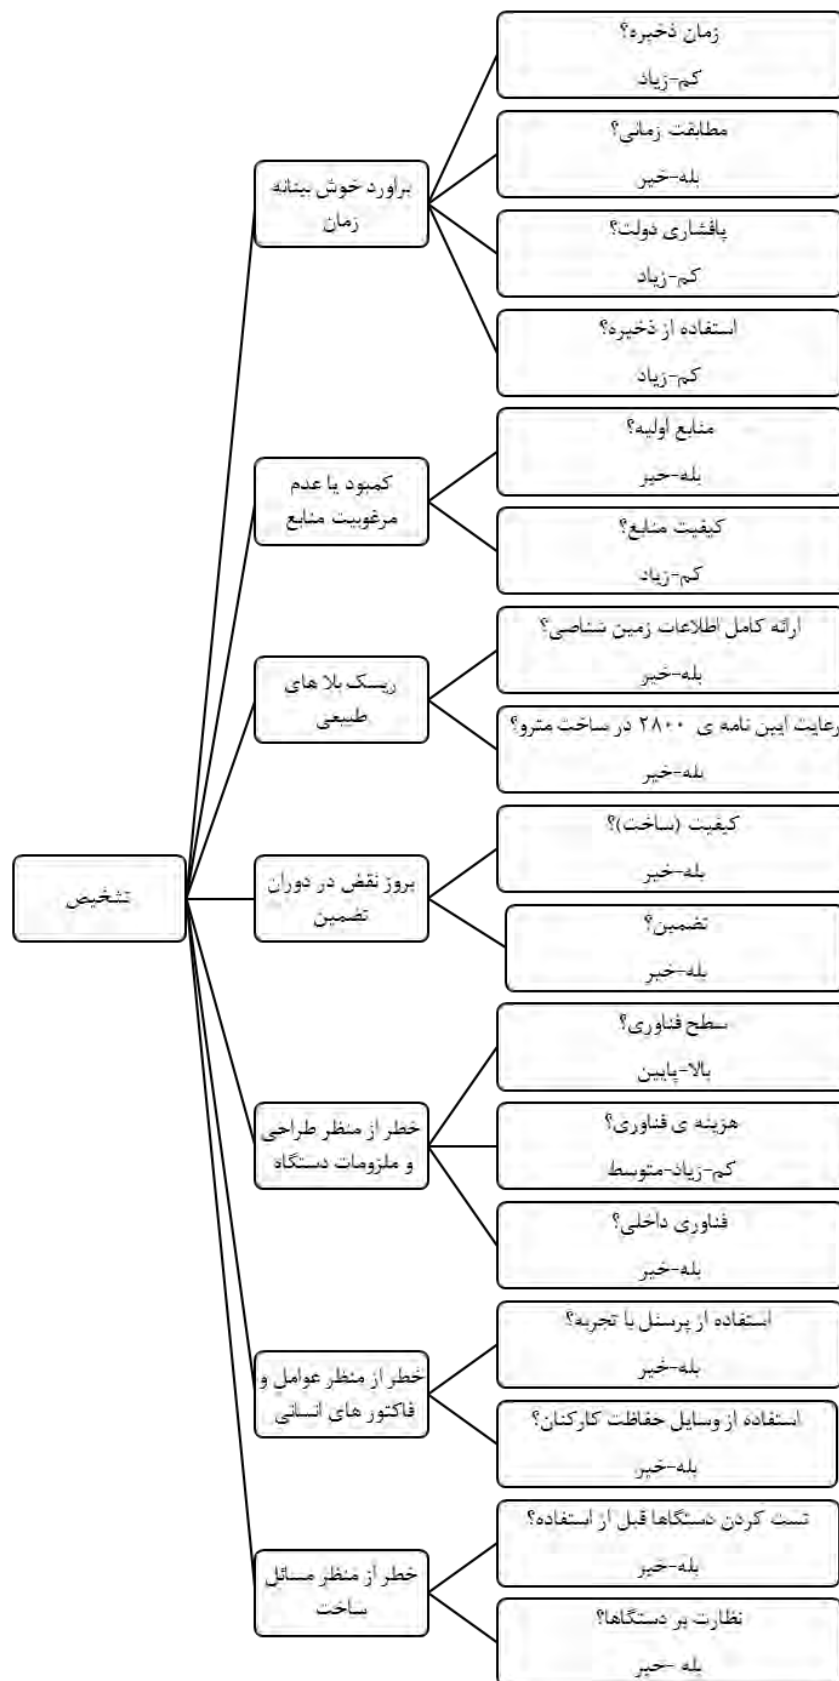 زمان ذخیره؟
کم-زیاد
مطابقت زمانی؟
بله-خیر
پافشاری دولت؟
کم-زیاد
استفاده از ذخیره؟
کم-زیاد
براورد خوش بینانه
زمان
منابع اولیه؟
بله-خیر
کیفیت منابع؟
کم-زیاد
کمبود یا عدم
مرغوبیت منابع
ارائه کامل اطلاعات زمین شناصی؟
بله-خیر
رعایت ایین نامه ی ۲۸۰۰ در ساخت مترو؟
بله-خیر
ریسک بلا های
طبیعی
کیفیت (ساخت)؟
بله-خیر
تضمین؟
بله-خیر
بروز نقض در دوران
تضمین
تشخیص
سطح فناوری؟
بالا-پایین
هزینه ی فناوری؟
کم-زیاد-متوسط
فناوری داخلی؟
بله-خیر
خطر از منظر طراحی
و ملزومات دستگاه
استفاده از پرسنل با تجربه؟
بله-خیر
استفاده از وسایل حفاظت کارکنان؟
بله-خیر
خطر از منظر عوامل و
فاکتور های انسانی
تست کردن دستگاها قبل از استفاده؟
بله-خیر
نظارت بر دستگاها؟
بله -خیر
خطر از منظر مسائل
ساخت